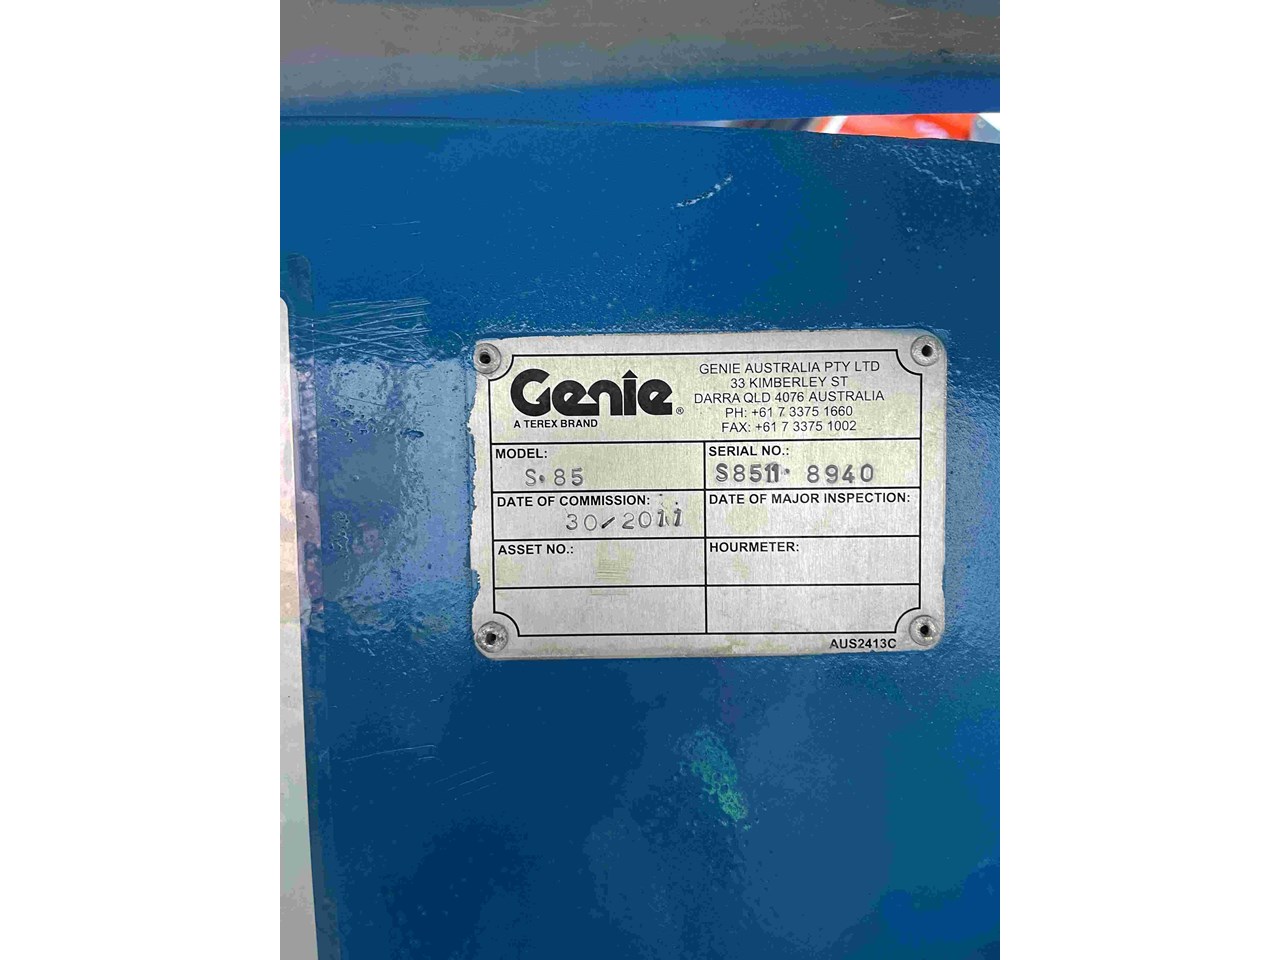 Genie®
A TEREX BRAND
GENIE AUSTRALIA PTY LTD
33 KIMBERLEY ST
DARRA QLD 4076 AUSTRALIA
PH: +61 7 3375 1660
FAX: +61 7 3375 1002
MODEL:
S•85
SERIAL NO.:
S8511• 8940
DATE OF COMMISSION:
30/2011
DATE OF MAJOR INSPECTION:
ASSET NO.:
HOURMETER:
AUS2413C